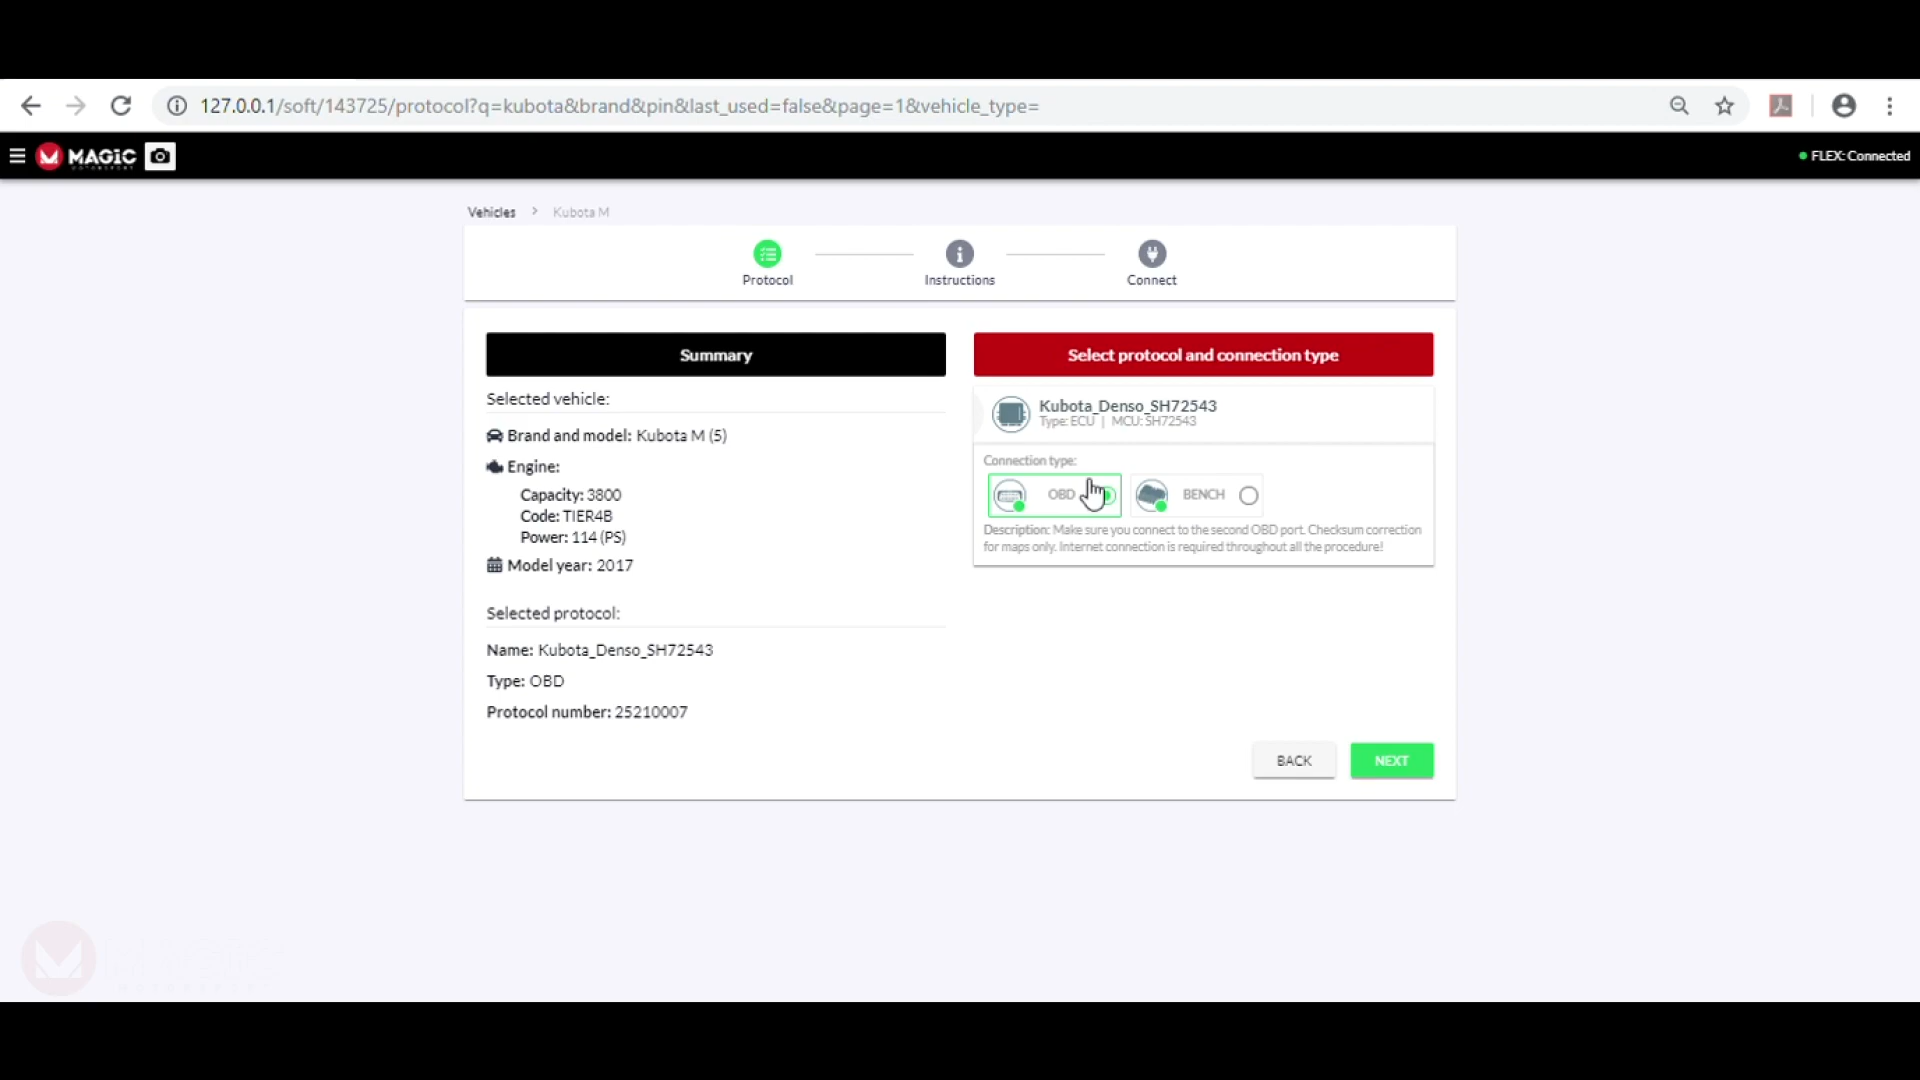 127.0.0.1/soft/143725/protocol?q=kubota&brand&pin&last_used=false&page=1&vehicle_type=
MAGIC
MOTORSPORT
FLEX: Connected
Vehicles > Kubota M
Protocol
Instructions
Connect
Summary
Selected vehicle:
Brand and model: Kubota M (5)
Engine:
Capacity: 3800
Code: TIER4B
Power: 114 (PS)
Model year: 2017
Selected protocol:
Name: Kubota_Denso_SH72543
Type: OBD
Protocol number: 25210007
Select protocol and connection type
Kubota_Denso_SH72543
Type: ECU | MCU: SH72543
Connection type:
OBD
BENCH
Description: Make sure you connect to the second OBD port. Checksum correction
for maps only. Internet connection is required throughout all the procedure!
BACK
NEXT